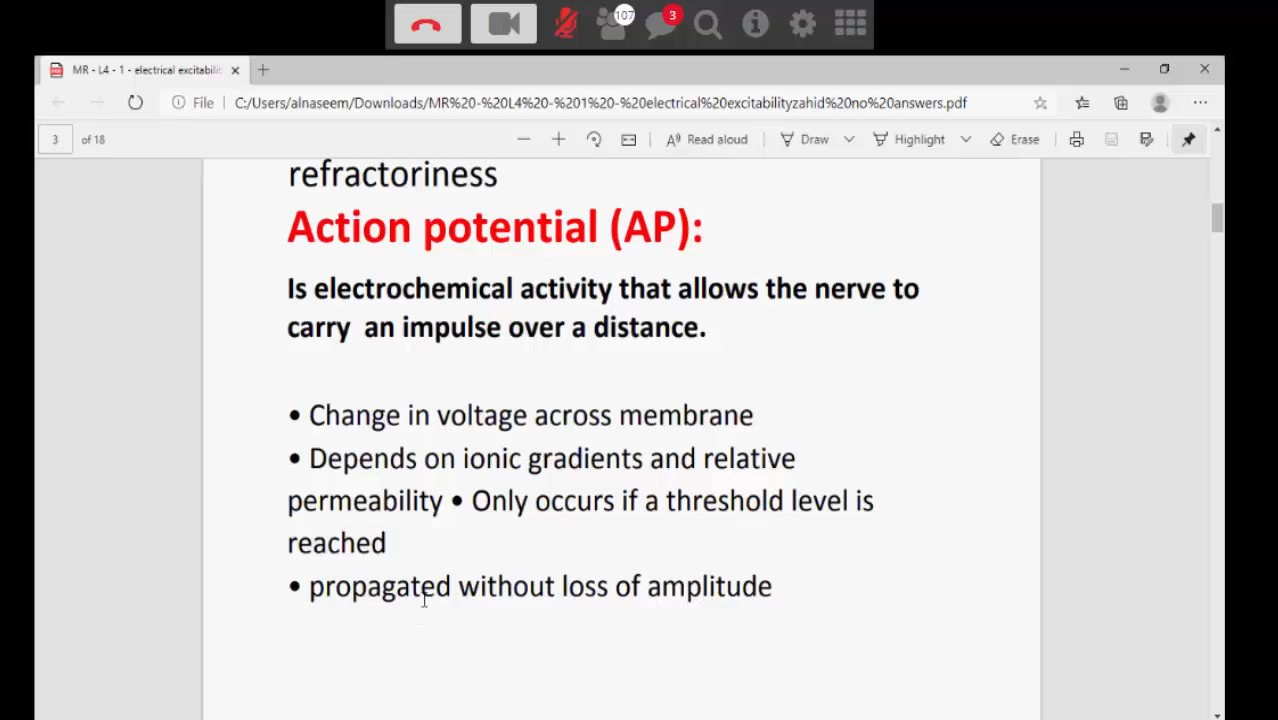 107
3
MR - L4 - 1 - electrical excitabilit
File
C:/Users/alnaseem/Downloads/MR%20-%20L4%20-%201%20-%20electrical%20excitabilityzahid%20no%20answers.pdf
3 of 18
Read aloud
Draw
Highlight
Erase
refractoriness
Action potential (AP):
Is electrochemical activity that allows the nerve to
carry an impulse over a distance.
• Change in voltage across membrane
• Depends on ionic gradients and relative
permeability • Only occurs if a threshold level is
reached
• propagated without loss of amplitude